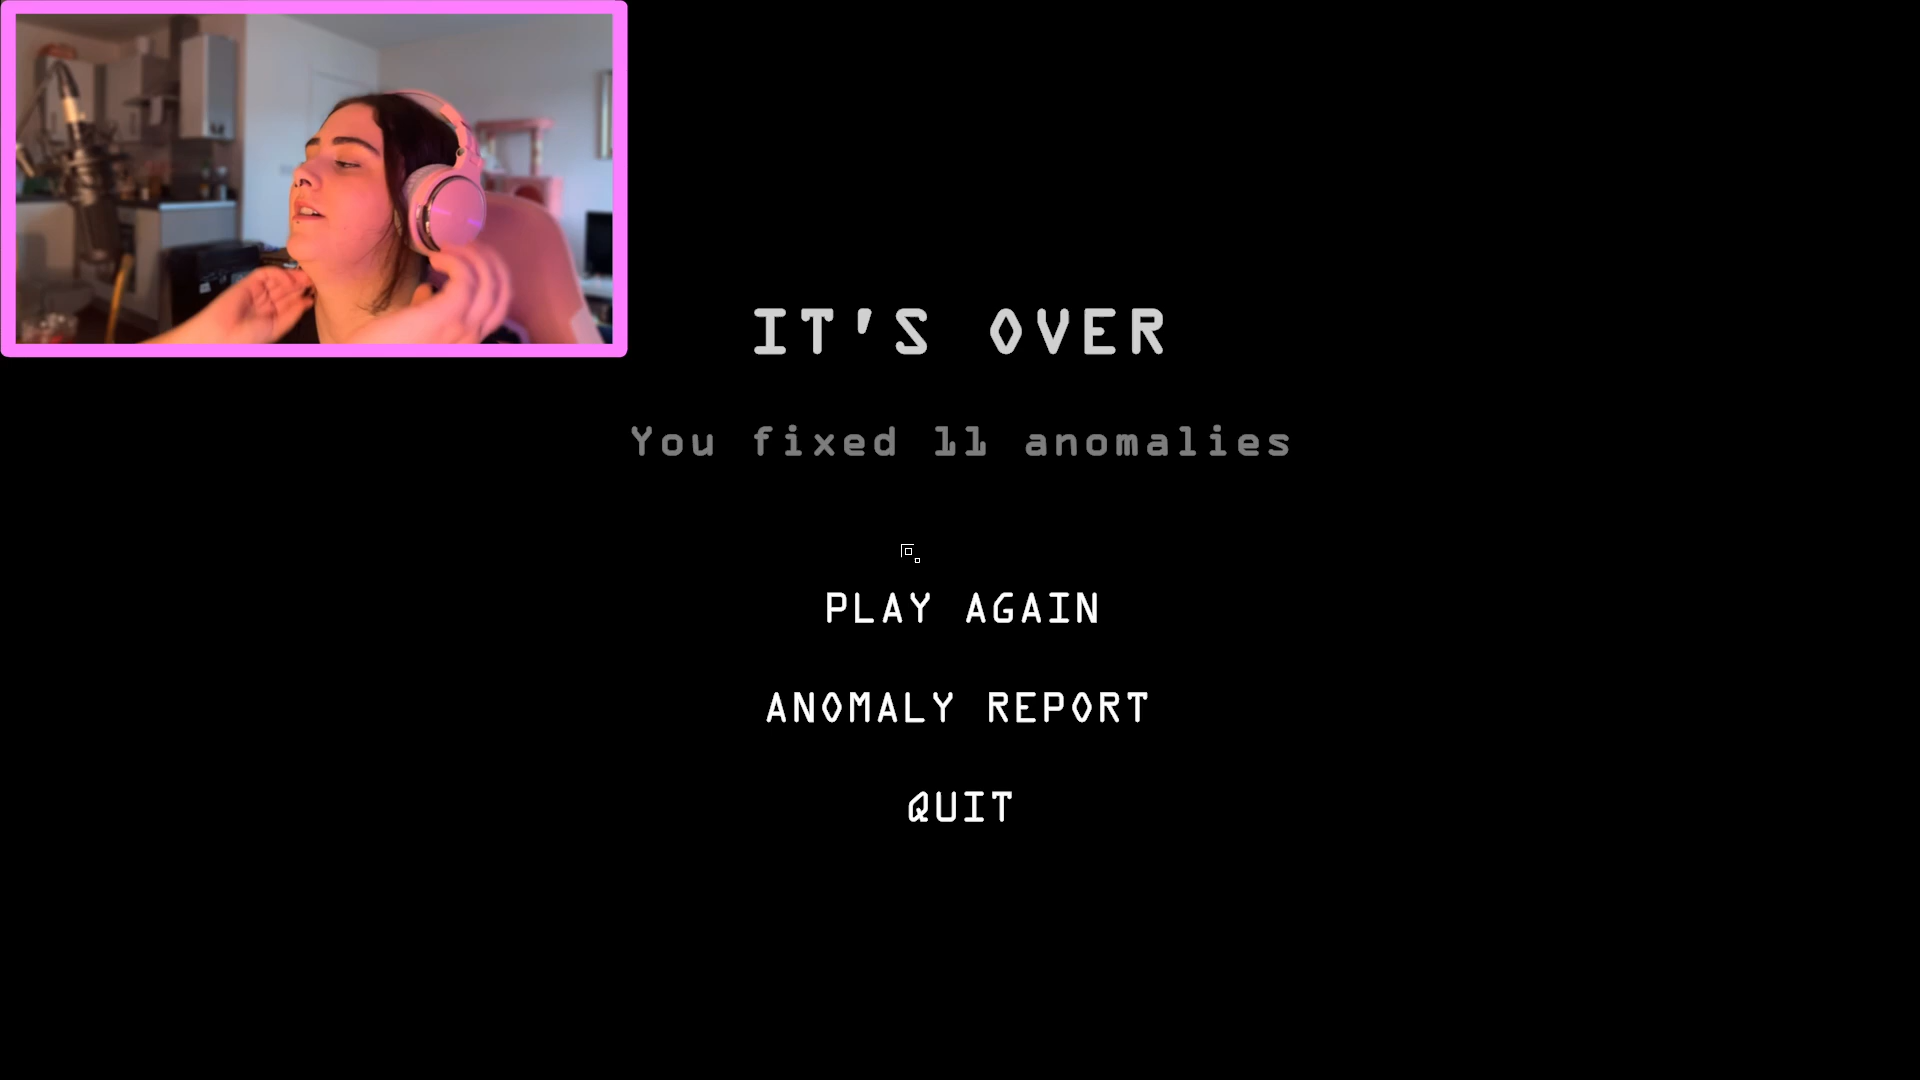 IT'S OVER
You fixed 11 anomalies
PLAY AGAIN
ANOMALY REPORT
QUIT